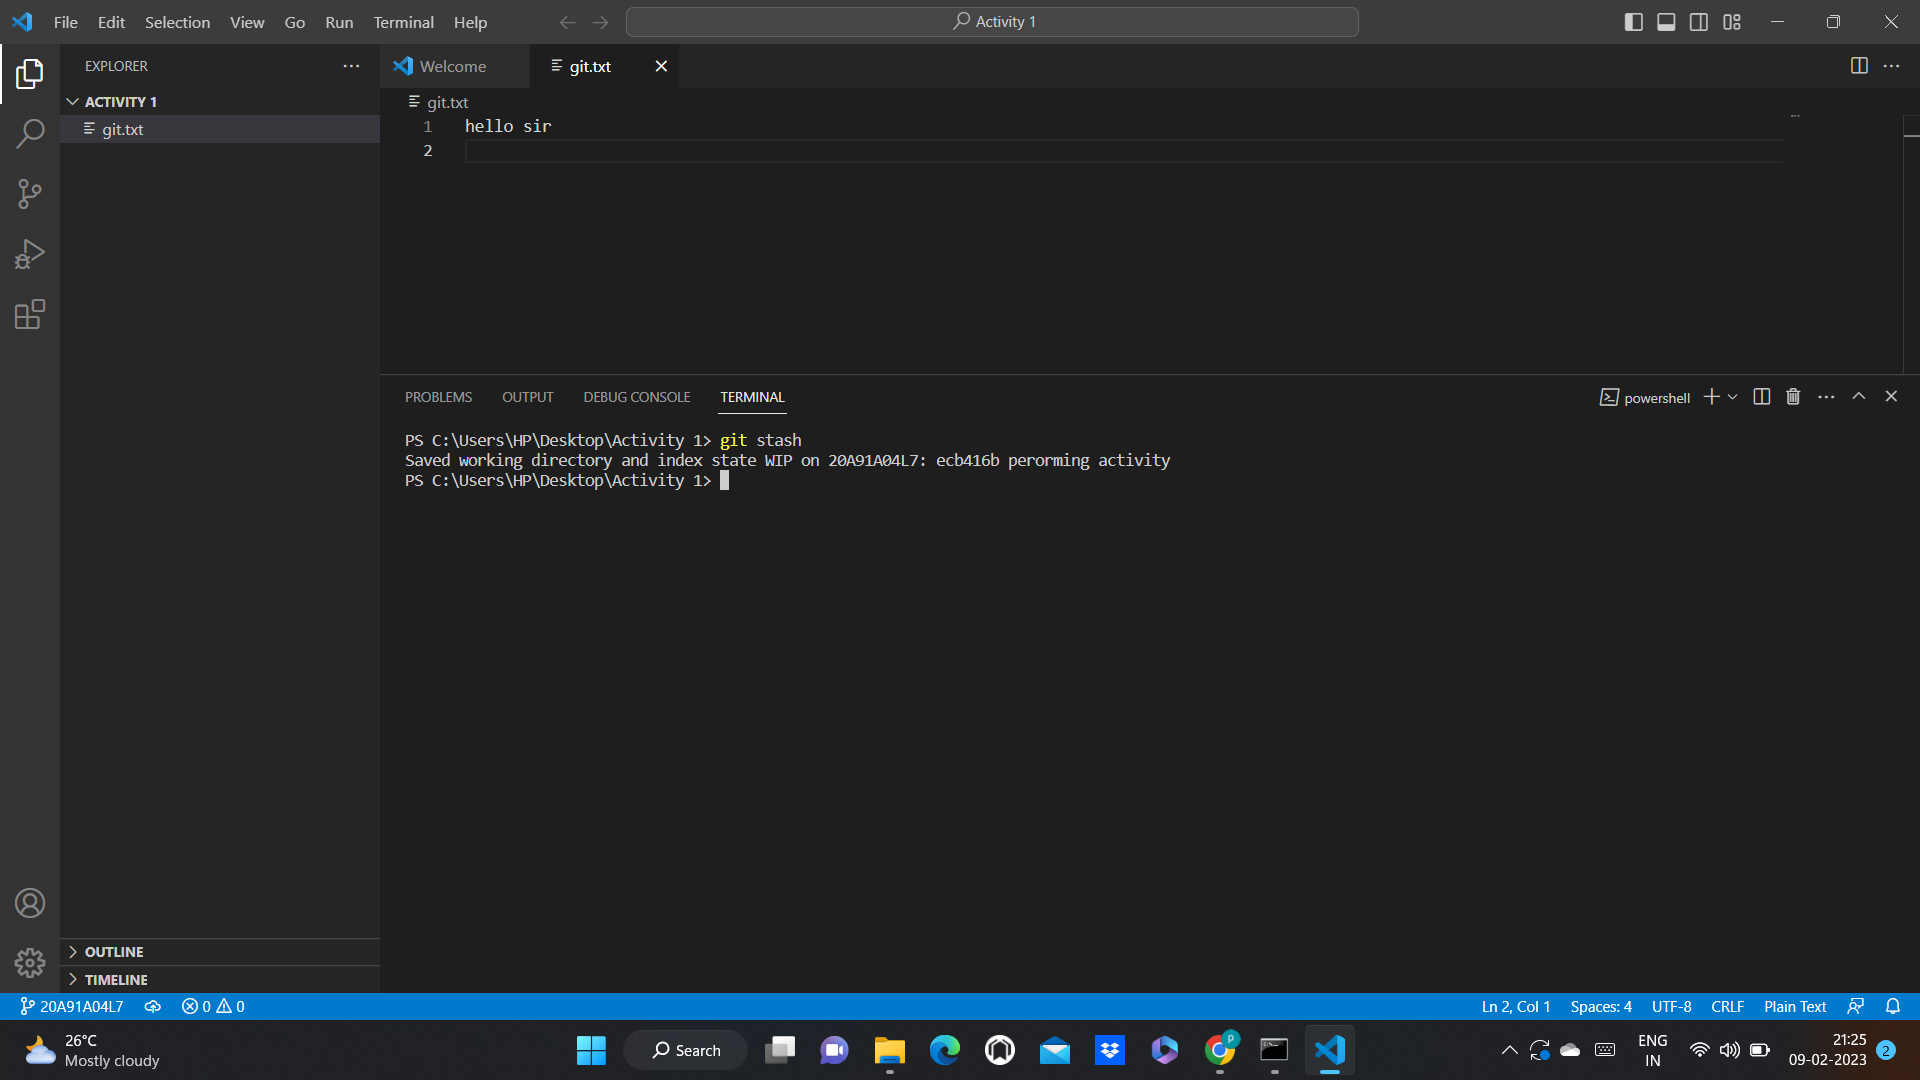 File Edit Selection View Go Run Terminal Help
Activity 1
EXPLORER
Welcome
git.txt
ACTIVITY 1
git.txt
git.txt
1 hello sir
2
PROBLEMS OUTPUT DEBUG CONSOLE TERMINAL
powershell
PS C:\Users\HP\Desktop\Activity 1> git stash
Saved working directory and index state WIP on 20A91A04L7: ecb416b perorming activity
PS C:\Users\HP\Desktop\Activity 1>
OUTLINE
TIMELINE
20A91A04L7 0 0
Ln 2, Col 1 Spaces: 4 UTF-8 CRLF Plain Text
26°C
Mostly cloudy
Search
P
ENG
IN
21:25
09-02-2023
2